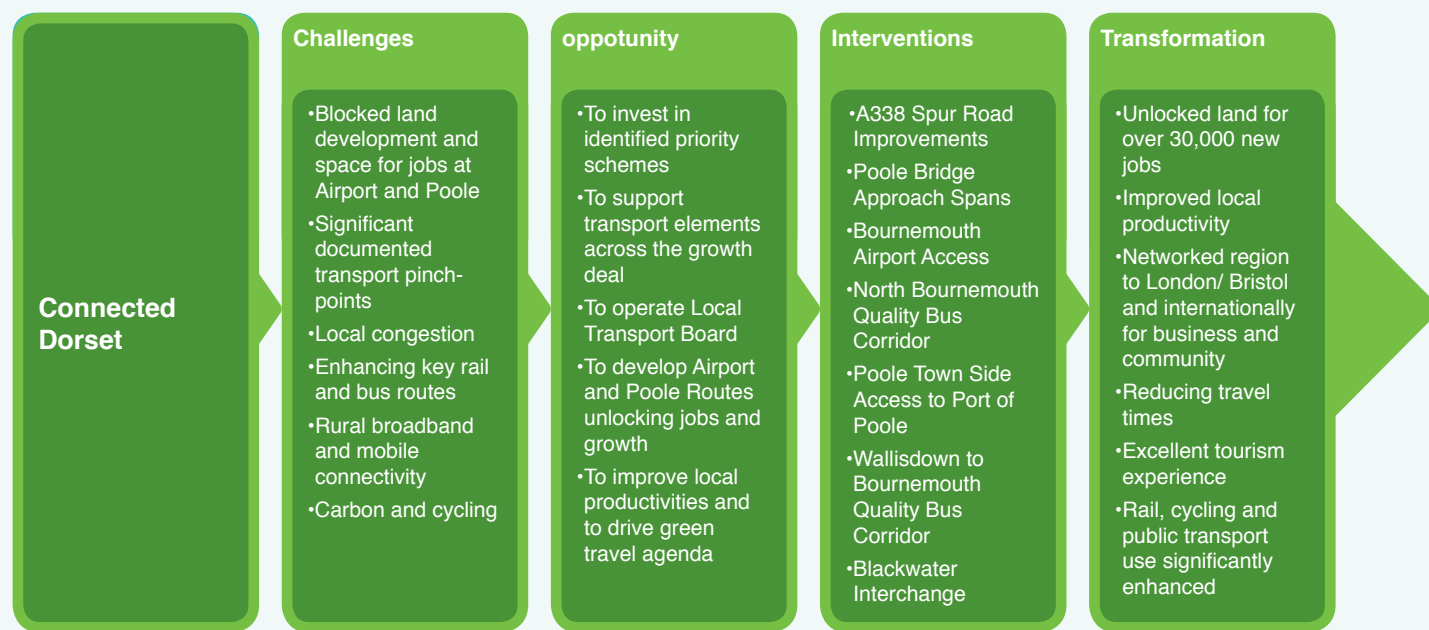 Connected
Dorset
Challenges
•Blocked land
development and
space for jobs at
Airport and Poole
•Significant
documented
transport pinch-
points
•Local congestion
•Enhancing key rail
and bus routes
•Rural broadband
and mobile
connectivity
•Carbon and cycling
oppotunity
•To invest in
identified priority
schemes
•To support
transport elements
across the growth
deal
•To operate Local
Transport Board
•To develop Airport
and Poole Routes
unlocking jobs and
growth
•To improve local
productivities and
to drive green
travel agenda
Interventions
•A338 Spur Road
Improvements
•Poole Bridge
Approach Spans
•Bournemouth
Airport Access
•North Bournemouth
Quality Bus
Corridor
•Poole Town Side
Access to Port of
Poole
•Wallisdown to
Bournemouth
Quality Bus
Corridor
•Blackwater
Interchange
Transformation
•Unlocked land for
over 30,000 new
jobs
•Improved local
productivity
•Networked region
to London/ Bristol
and internationally
for business and
community
•Reducing travel
times
•Excellent tourism
experience
•Rail, cycling and
public transport
use significantly
enhanced